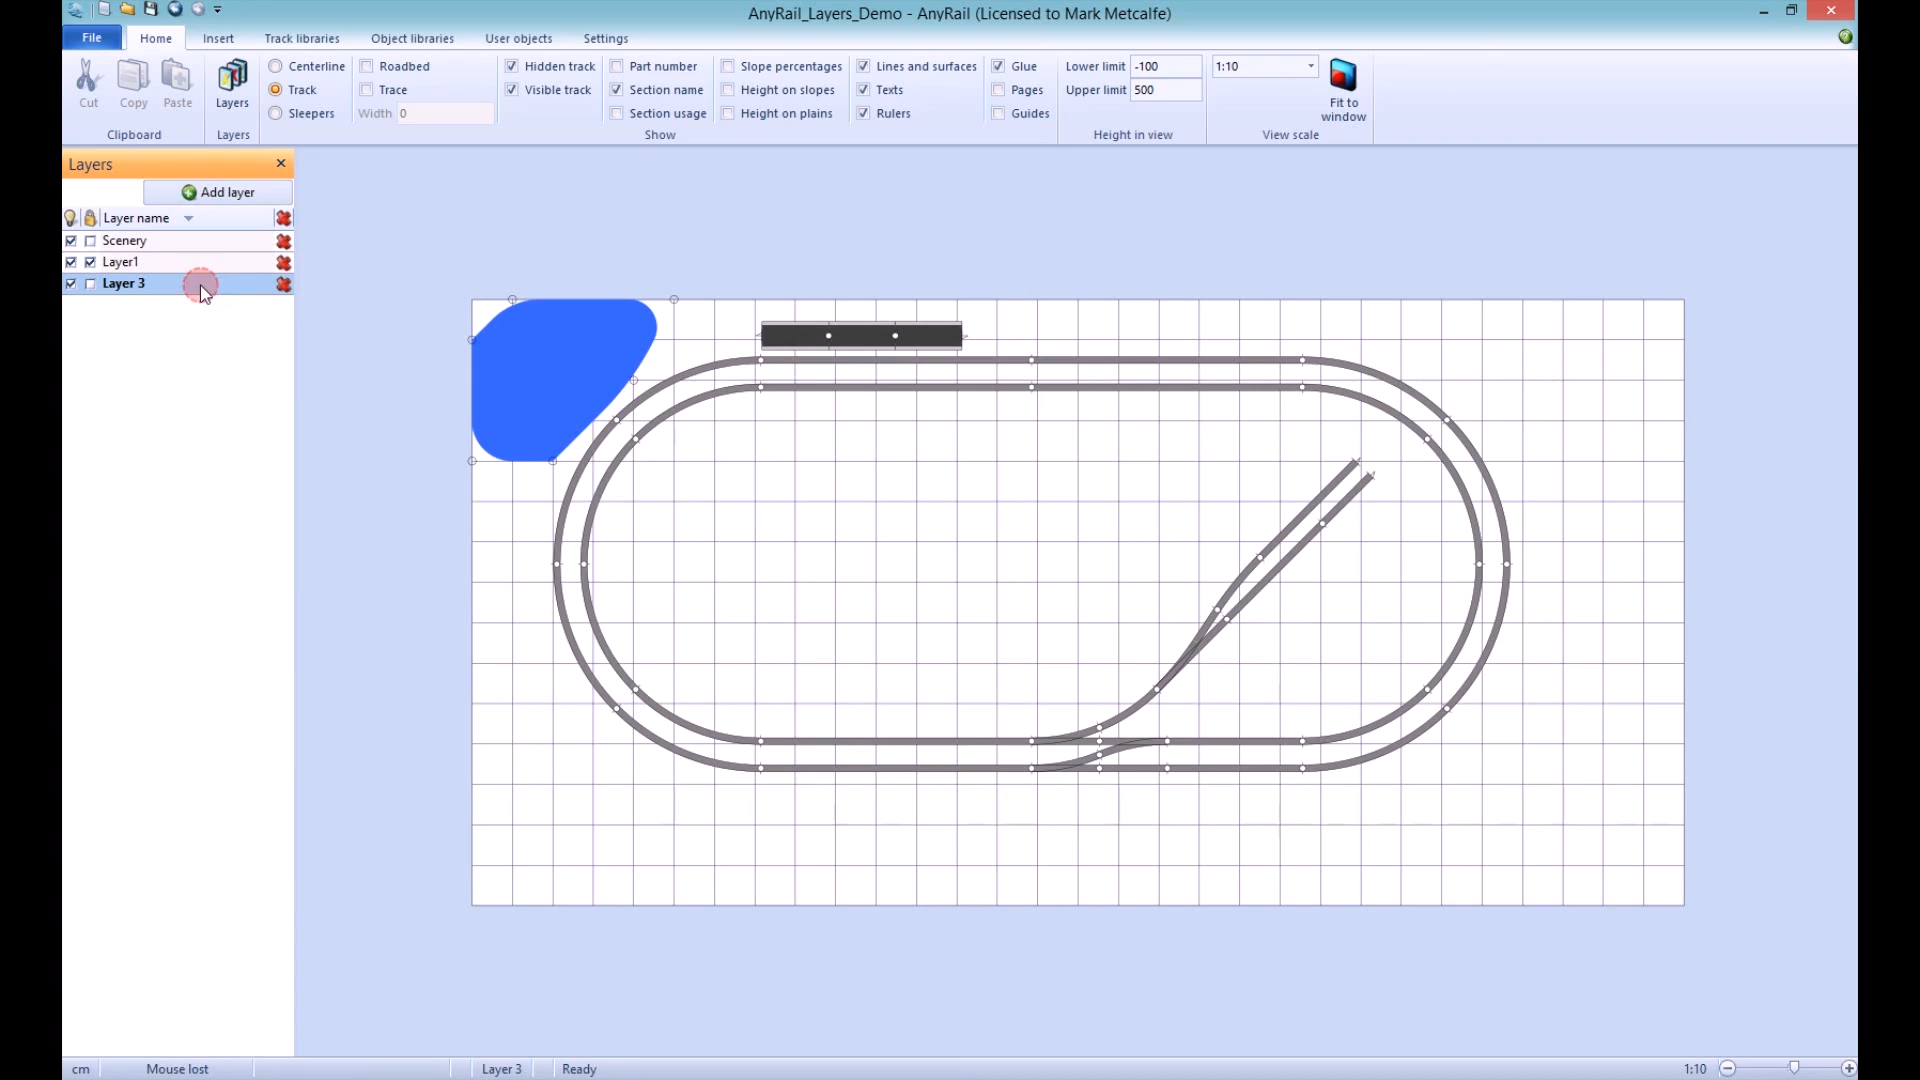 AnyRail_Layers_Demo - AnyRail (Licensed to Mark Metcalfe)
File Home Insert Track libraries Object libraries User objects Settings
Centerline Roadbed Hidden track Part number Slope percentages Lines and surfaces Glue Lower limit -100 1:10
Track Trace Visible track Section name Height on slopes Texts Pages Upper limit 500
Cut Copy Paste Layers Fit to window
Sleepers Width 0 Section usage Height on plains Rulers Guides
Clipboard Layers Show Height in view View scale
Layers
Add layer
Layer name
Scenery
Layer1
Layer 3
cm Mouse lost Layer 3 Ready 1:10